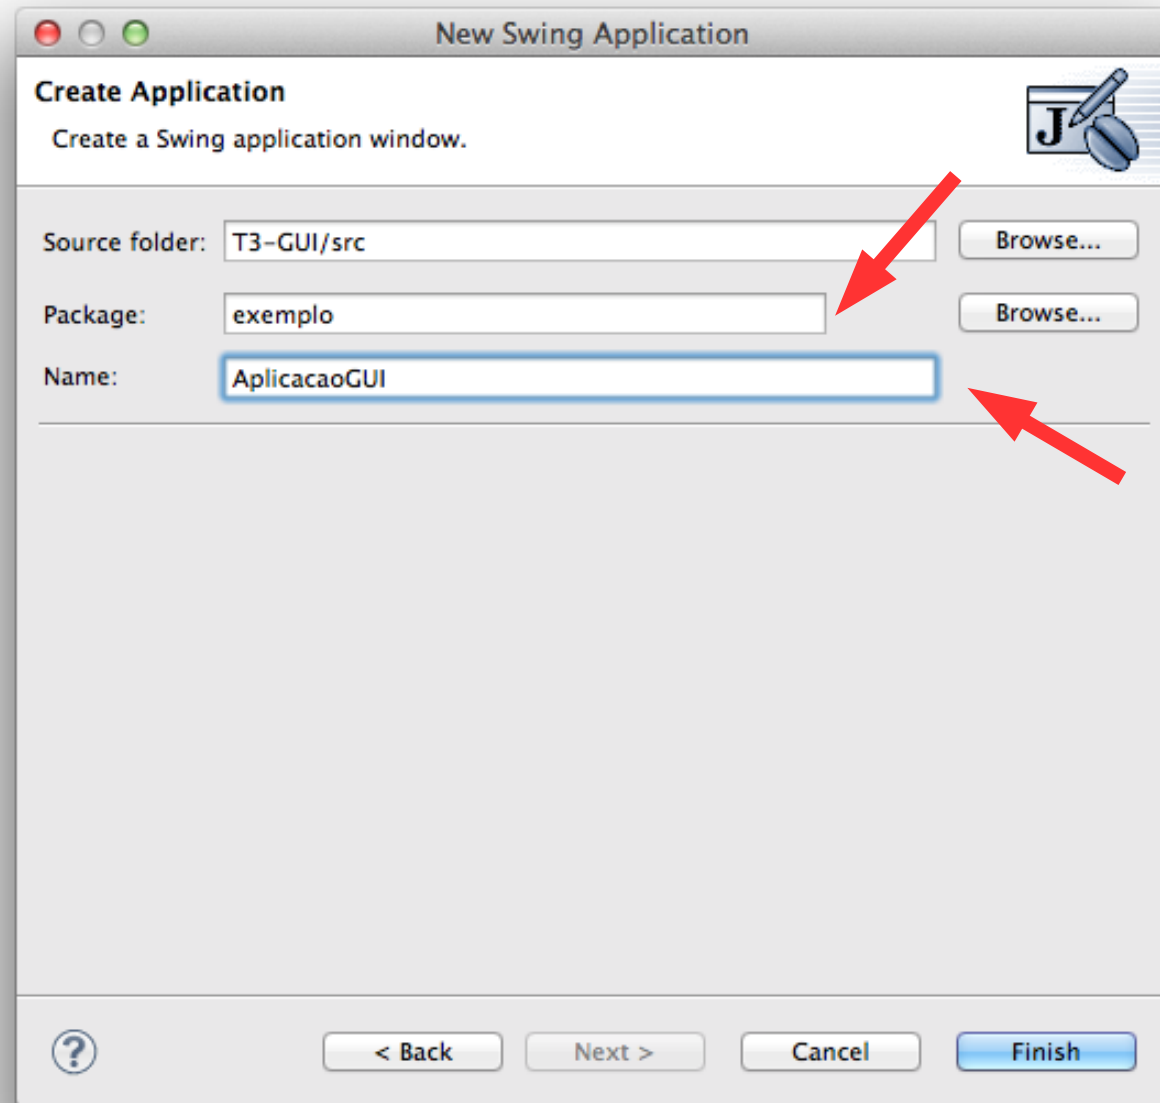 New Swing Application
Create Application
Create a Swing application window.
J
Source folder: T3-GUI/src Browse...
Package: exemplo Browse...
Name: AplicacaoGUI
? < Back Next > Cancel Finish